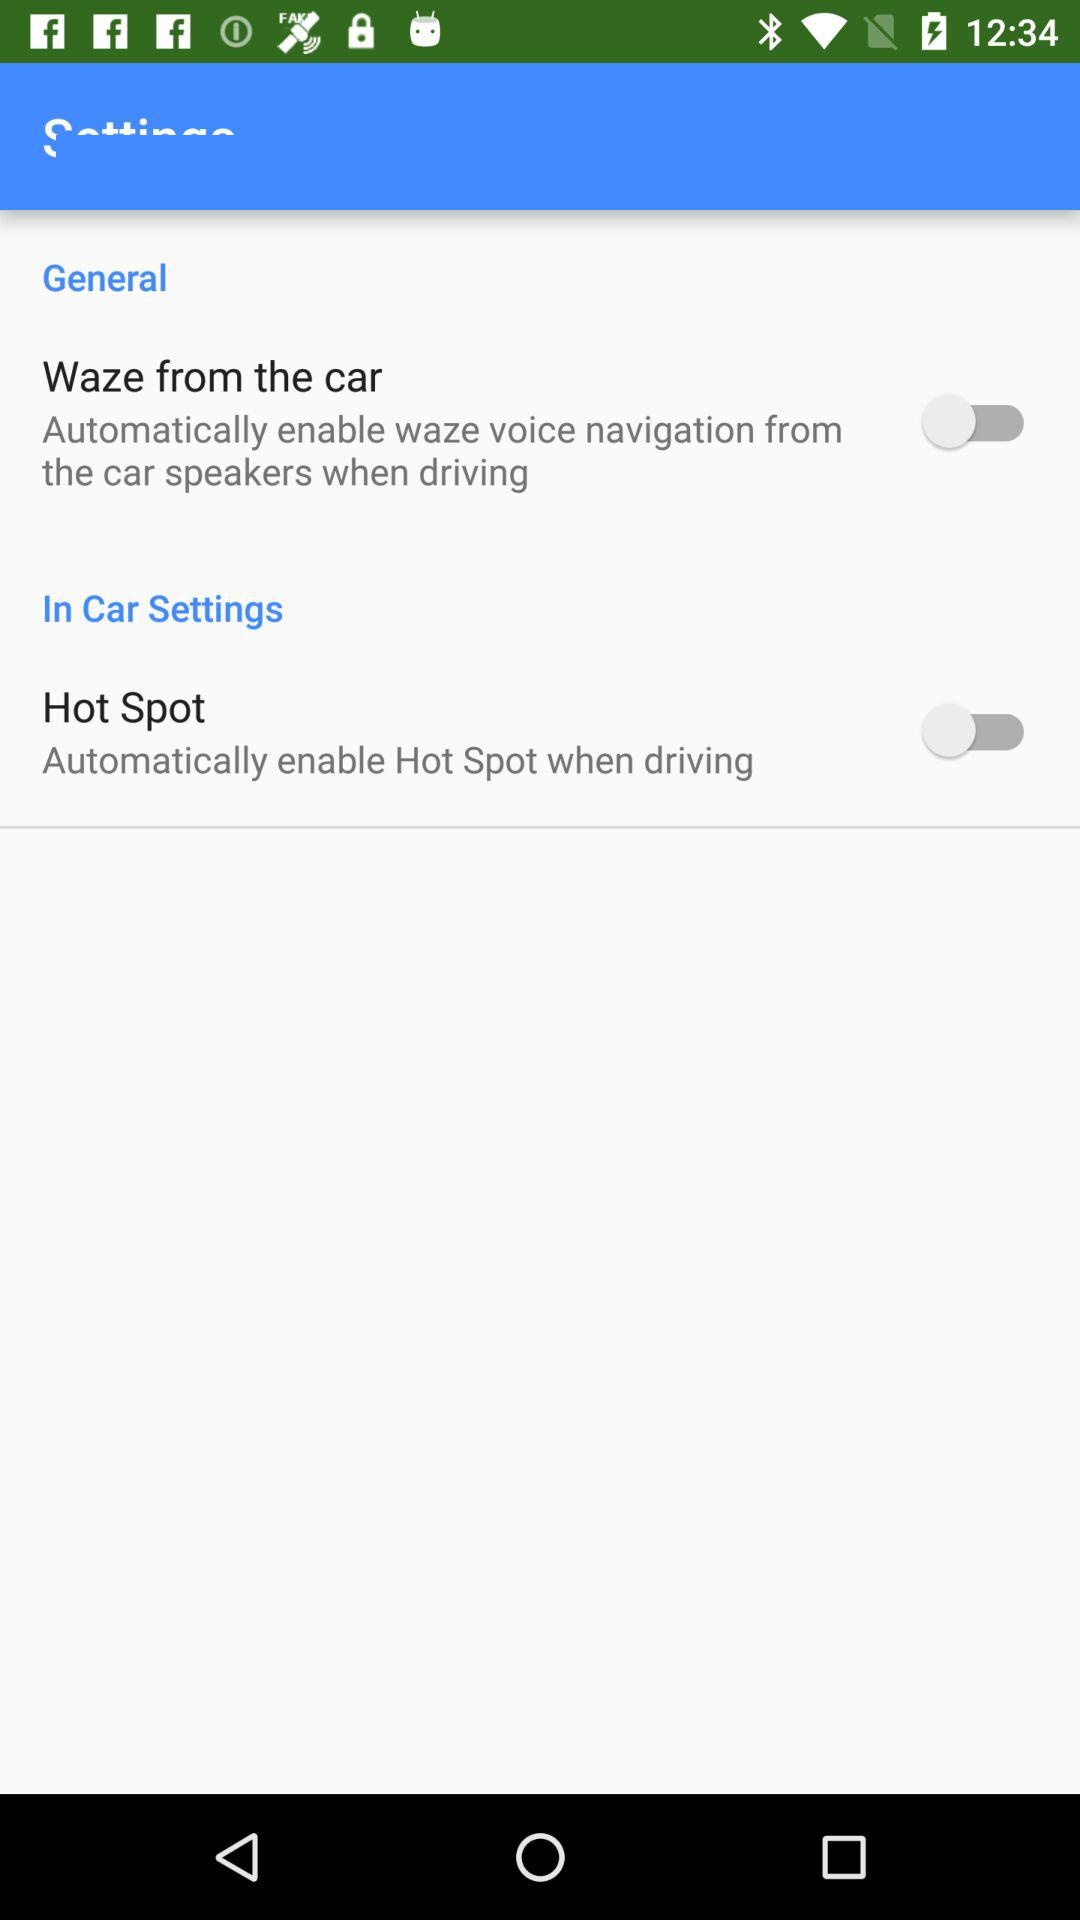 FAKE
12:34
Settings
General
Waze from the car
Automatically enable waze voice navigation from
the car speakers when driving
In Car Settings
Hot Spot
Automatically enable Hot Spot when driving